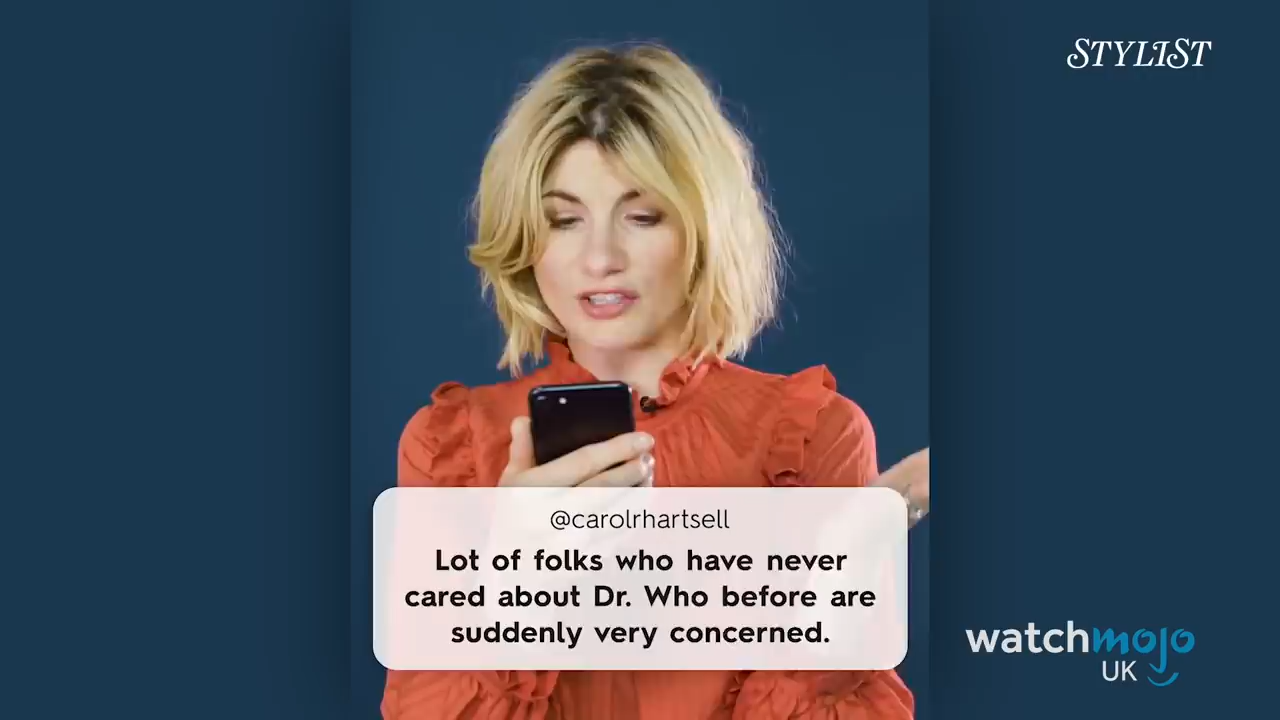 STYLIST
@carolrhartsell
Lot of folks who have never
cared about Dr. Who before are
suddenly very concerned.
watchmojo
UK